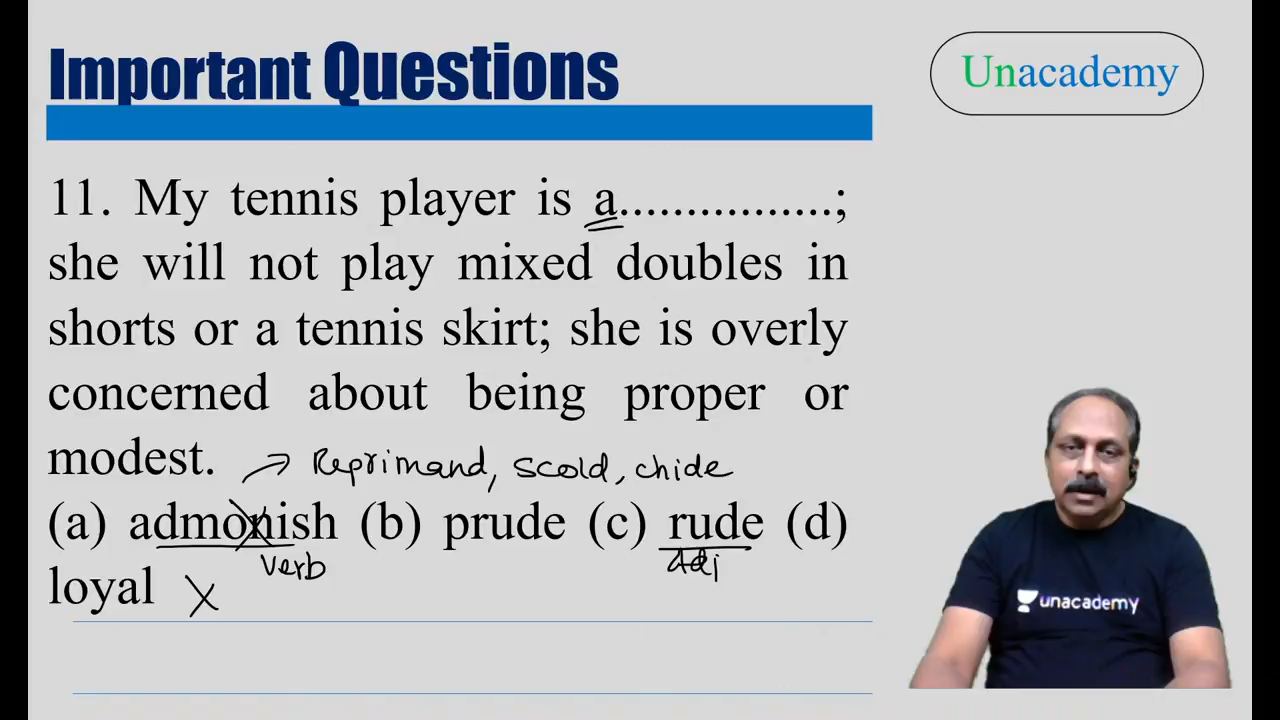 Important Questions
Unacademy
11. My tennis player is a................;
she will not play mixed doubles in
shorts or a tennis skirt; she is overly
concerned about being proper or
modest.
Reprimand, scold, chide
(a) admonish (b) prude (c) rude (d)
verb
Adj
loyal X
unacademy